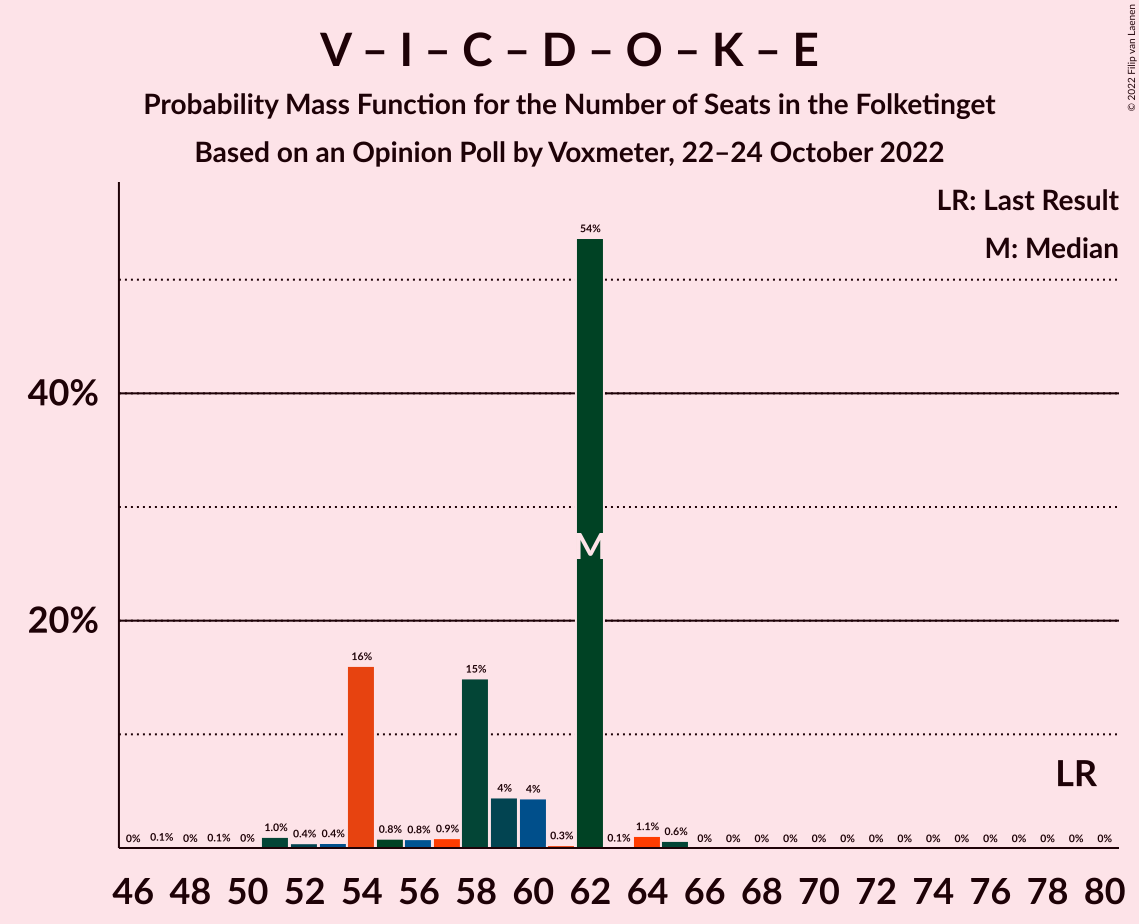 V – I – C – D – O – K – E
Probability Mass Function for the Number of Seats in the Folketinget
Based on an Opinion Poll by Voxmeter, 22–24 October 2022
© 2022 Filip van Laenen
LR: Last Result
M: Median
54%
40%
M
20%
16%
15%
LR
0% 0.1% 0% 0.1% 0% 1.0% 0.4% 0.4% 0.8% 0.8% 0.9% 4% 4% 0.3% 0.1% 1.1% 0.6% 0% 0% 0% 0% 0% 0% 0% 0% 0% 0% 0% 0% 0% 0% 0%
46 48 50 52 54 56 58 60 62 64 66 68 70 72 74 76 78 80